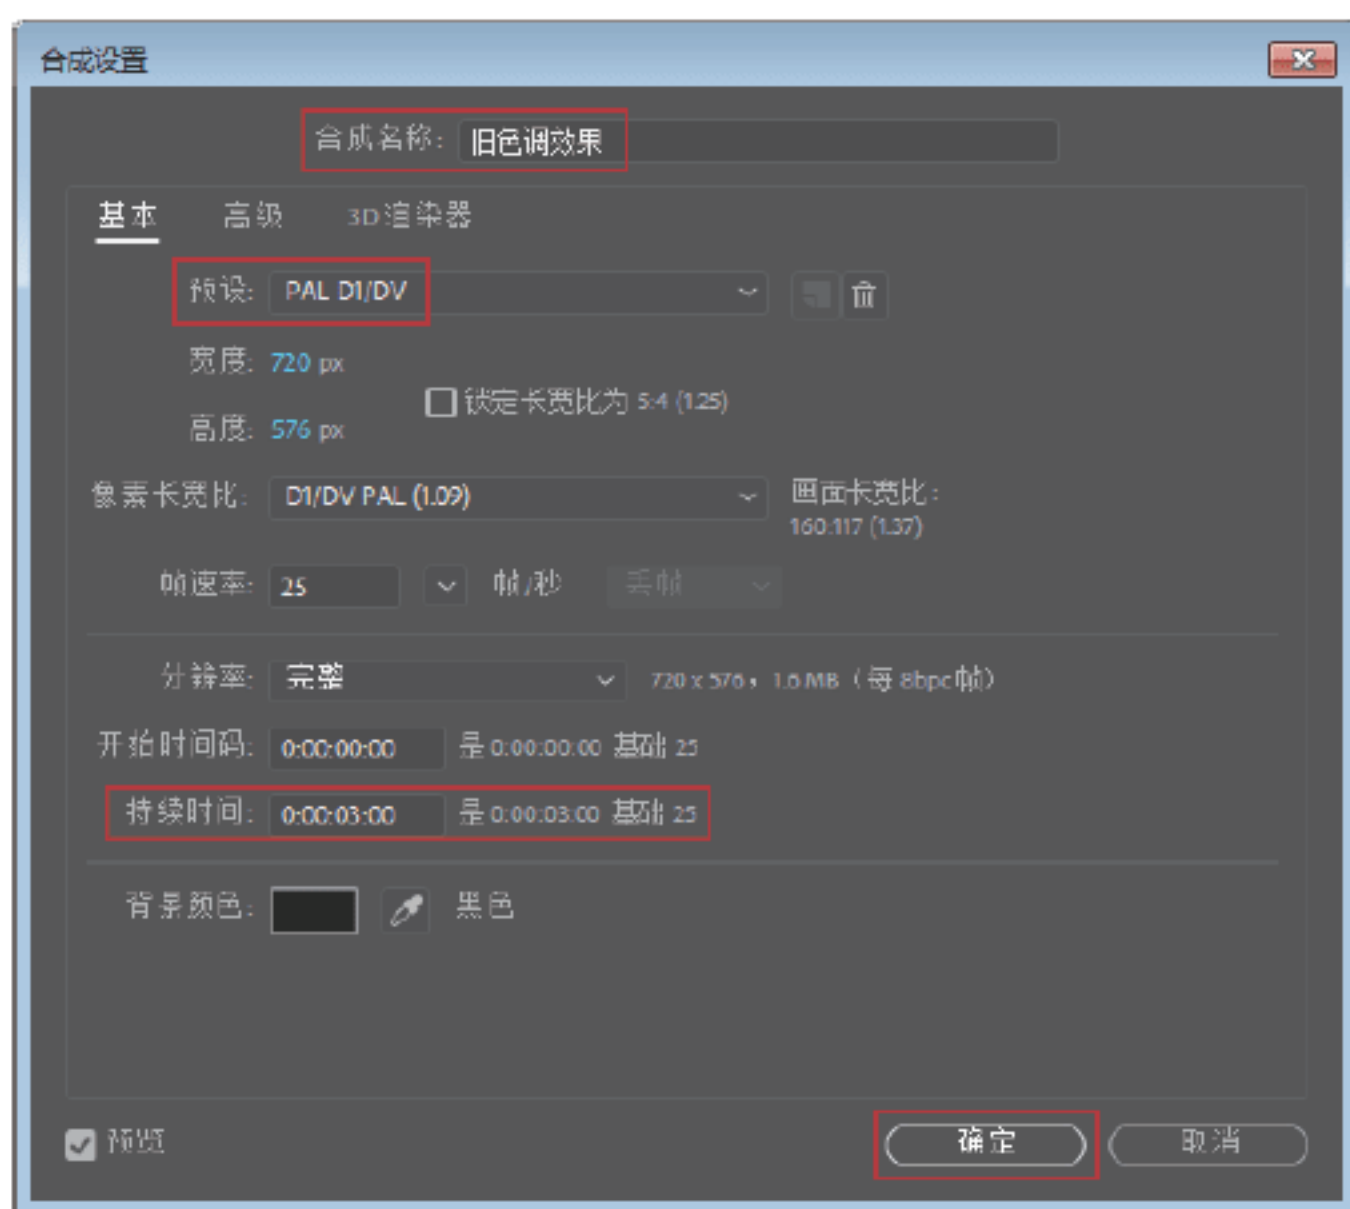 合成设置
合成名称: 旧色调效果
基本 高级 3D渲染器
预设: PAL D1/DV
宽度: 720 px
锁定长宽比为 5:4 (1.25)
高度: 576 px
像素长宽比: D1/DV PAL (1.09) 画面长宽比:
160:117 (1.37)
帧速率: 25 帧/秒 丢帧
分辨率: 完整 720 x 576，1.6 MB（每 8bpc 帧）
开始时间码: 0:00:00:00 是 0:00:00:00 基础 25
持续时间: 0:00:03:00 是 0:00:03:00 基础 25
背景颜色: 黑色
预览 确定 取消